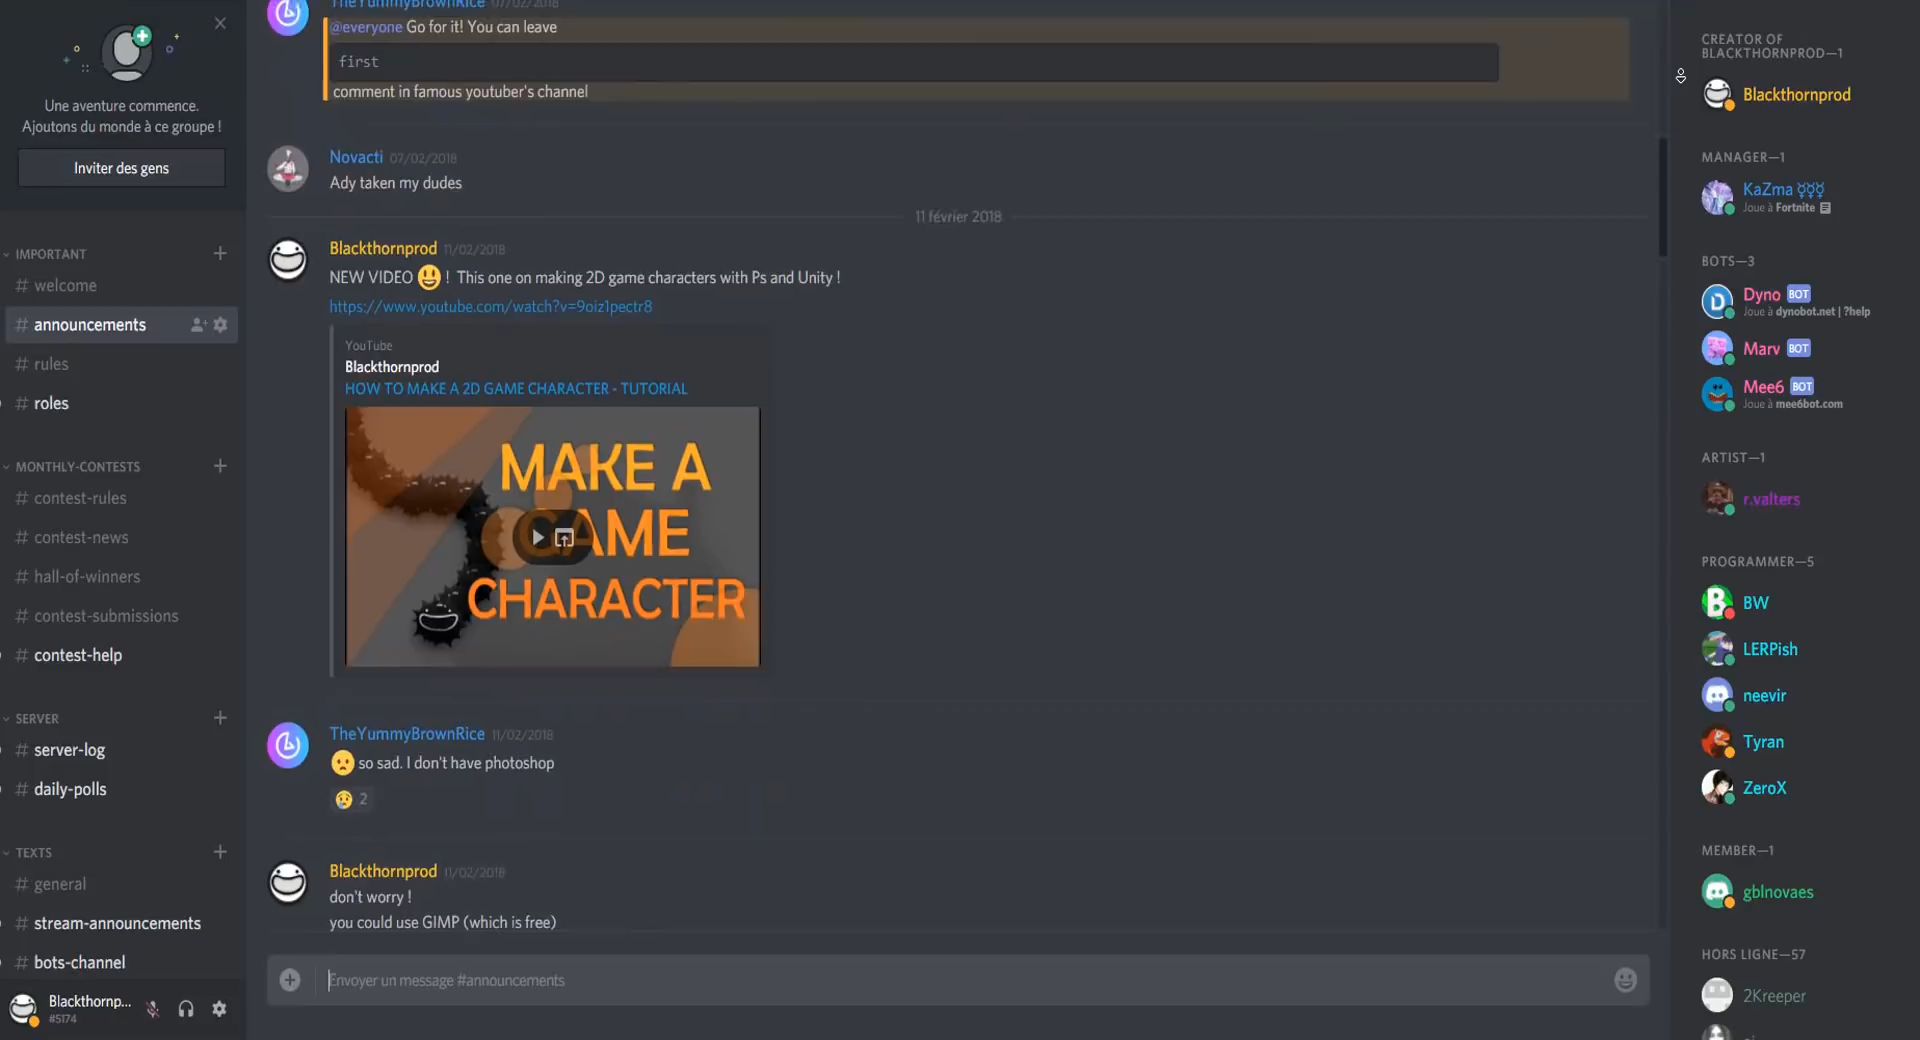 Une aventure commence.
Ajoutons du monde à ce groupe !
Inviter des gens
IMPORTANT
# welcome
# announcements
# rules
# roles
MONTHLY-CONTESTS
# contest-rules
# contest-news
# hall-of-winners
# contest-submissions
# contest-help
SERVER
# server-log
# daily-polls
TEXTS
# general
# stream-announcements
# bots-channel
Blackthornp...
#5174
TheYummyBrownRice 07/02/2018
@everyone Go for it! You can leave
first
comment in famous youtuber's channel
Novacti 07/02/2018
Ady taken my dudes
11 février 2018
Blackthornprod 11/02/2018
NEW VIDEO 😃 ! This one on making 2D game characters with Ps and Unity !
https://www.youtube.com/watch?v=9oiz1pectr8
YouTube
Blackthornprod
HOW TO MAKE A 2D GAME CHARACTER - TUTORIAL
MAKE A
GAME
CHARACTER
TheYummyBrownRice 11/02/2018
so sad. I don't have photoshop
2
Blackthornprod 11/02/2018
don't worry !
you could use GIMP (which is free)
Envoyer un message #announcements
CREATOR OF
BLACKTHORNPROD—1
Blackthornprod
MANAGER—1
KaZma ☿☿☿
Joue à Fortnite
BOTS—3
Dyno BOT
Joue à dynobot.net | ?help
Marv BOT
Mee6 BOT
Joue à mee6bot.com
ARTIST—1
r.valters
PROGRAMMER—5
BW
LERPish
neevir
Tyran
ZeroX
MEMBER—1
gblnovaes
HORS LIGNE—57
2Kreeper